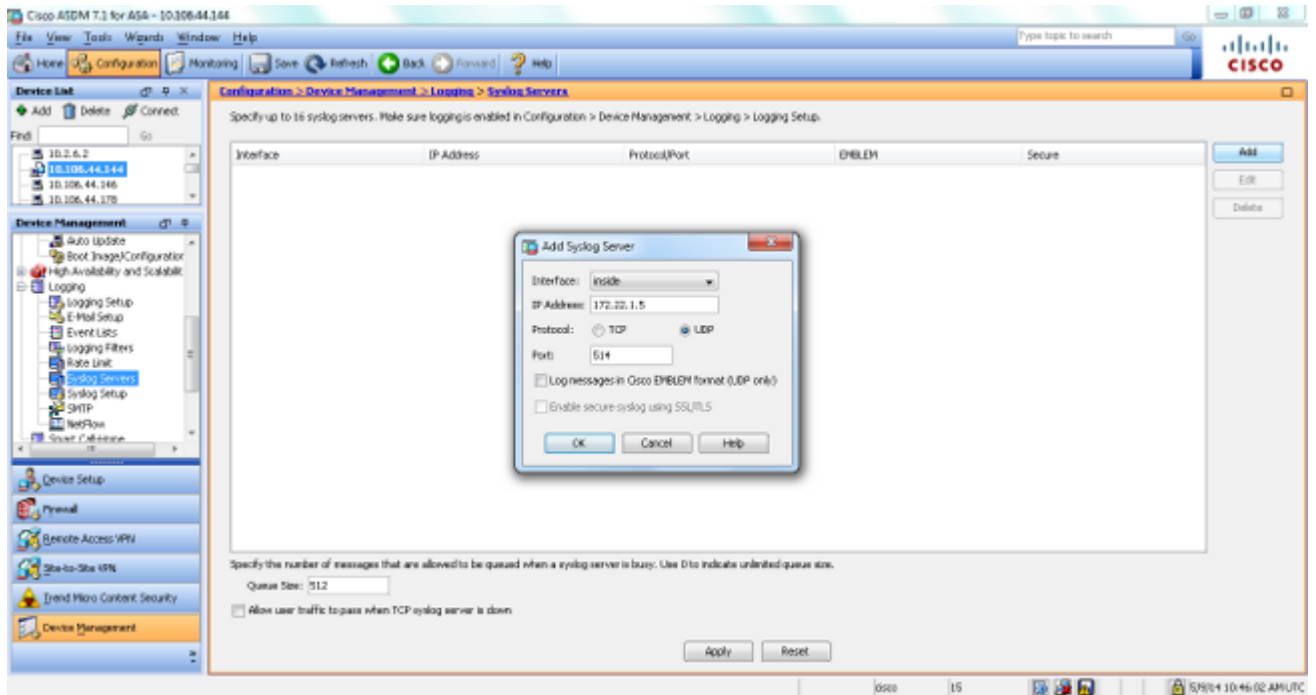 Cisco ASDM 7.1 for ASA - 10.106.44.144
File View Tools Wizards Window Help
Type topic to search Go
Home Configuration Monitoring Save Refresh Back Forward Help
CISCO
Device List
Add Delete Connect
Find: Go
10.2.6.2
10.106.44.144
10.106.44.146
10.106.44.178
Device Management
Auto Update
Boot Image/Configuration
High Availability and Scalabilit
Logging
Logging Setup
E-Mail Setup
Event Lists
Logging Filters
Rate Limit
Syslog Servers
Syslog Setup
SMTP
NetFlow
Smart Call-Home
Device Setup
Firewall
Remote Access VPN
Site-to-Site VPN
Trend Micro Content Security
Device Management
Configuration > Device Management > Logging > Syslog Servers
Specify up to 16 syslog servers. Make sure logging is enabled in Configuration > Device Management > Logging > Logging Setup.
Interface IP Address Protocol/Port EMBLEM Secure
Add
Edit
Delete
Add Syslog Server
Interface: inside
IP Address: 172.22.1.5
Protocol: TCP UDP
Port: 514
Log messages in Cisco EMBLEM format (UDP only)
Enable secure syslog using SSL/TLS
OK Cancel Help
Specify the number of messages that are allowed to be queued when a syslog server is busy. Use 0 to indicate unlimited queue size.
Queue Size: 512
Allow user traffic to pass when TCP syslog server is down
Apply Reset
cisco 15 5/9/14 10:46:02 AM UTC